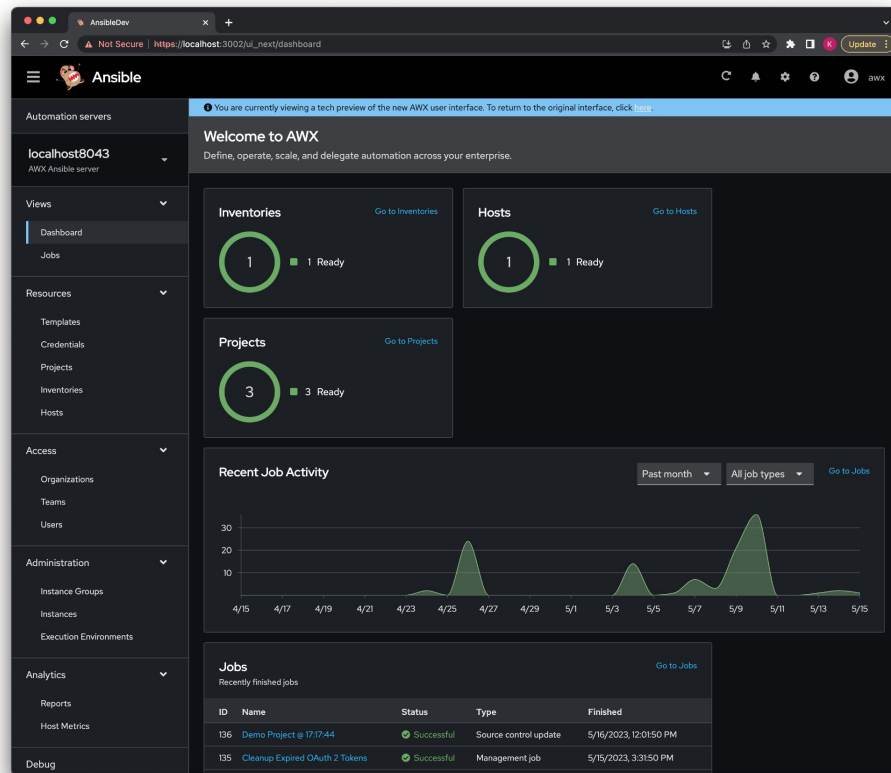 AnsibleDev
Not Secure | https://localhost:3002/ui_next/dashboard
K
Update
Ansible
awx
Automation servers
localhost8043
AWX Ansible server
Views
Dashboard
Jobs
Resources
Templates
Credentials
Projects
Inventories
Hosts
Access
Organizations
Teams
Users
Administration
Instance Groups
Instances
Execution Environments
Analytics
Reports
Host Metrics
Debug
You are currently viewing a tech preview of the new AWX user interface. To return to the original interface, click here.
Welcome to AWX
Define, operate, scale, and delegate automation across your enterprise.
Inventories Go to Inventories
1 1 Ready
Hosts Go to Hosts
1 1 Ready
Projects Go to Projects
3 3 Ready
Recent Job Activity Past month All job types Go to Jobs
30
20
10
4/15 4/17 4/19 4/21 4/23 4/25 4/27 4/29 5/1 5/3 5/5 5/7 5/9 5/11 5/13 5/15
Jobs Go to Jobs
Recently finished jobs
ID Name Status Type Finished
136 Demo Project @ 17:17:44 Successful Source control update 5/16/2023, 12:01:50 PM
135 Cleanup Expired OAuth 2 Tokens Successful Management job 5/15/2023, 3:31:50 PM